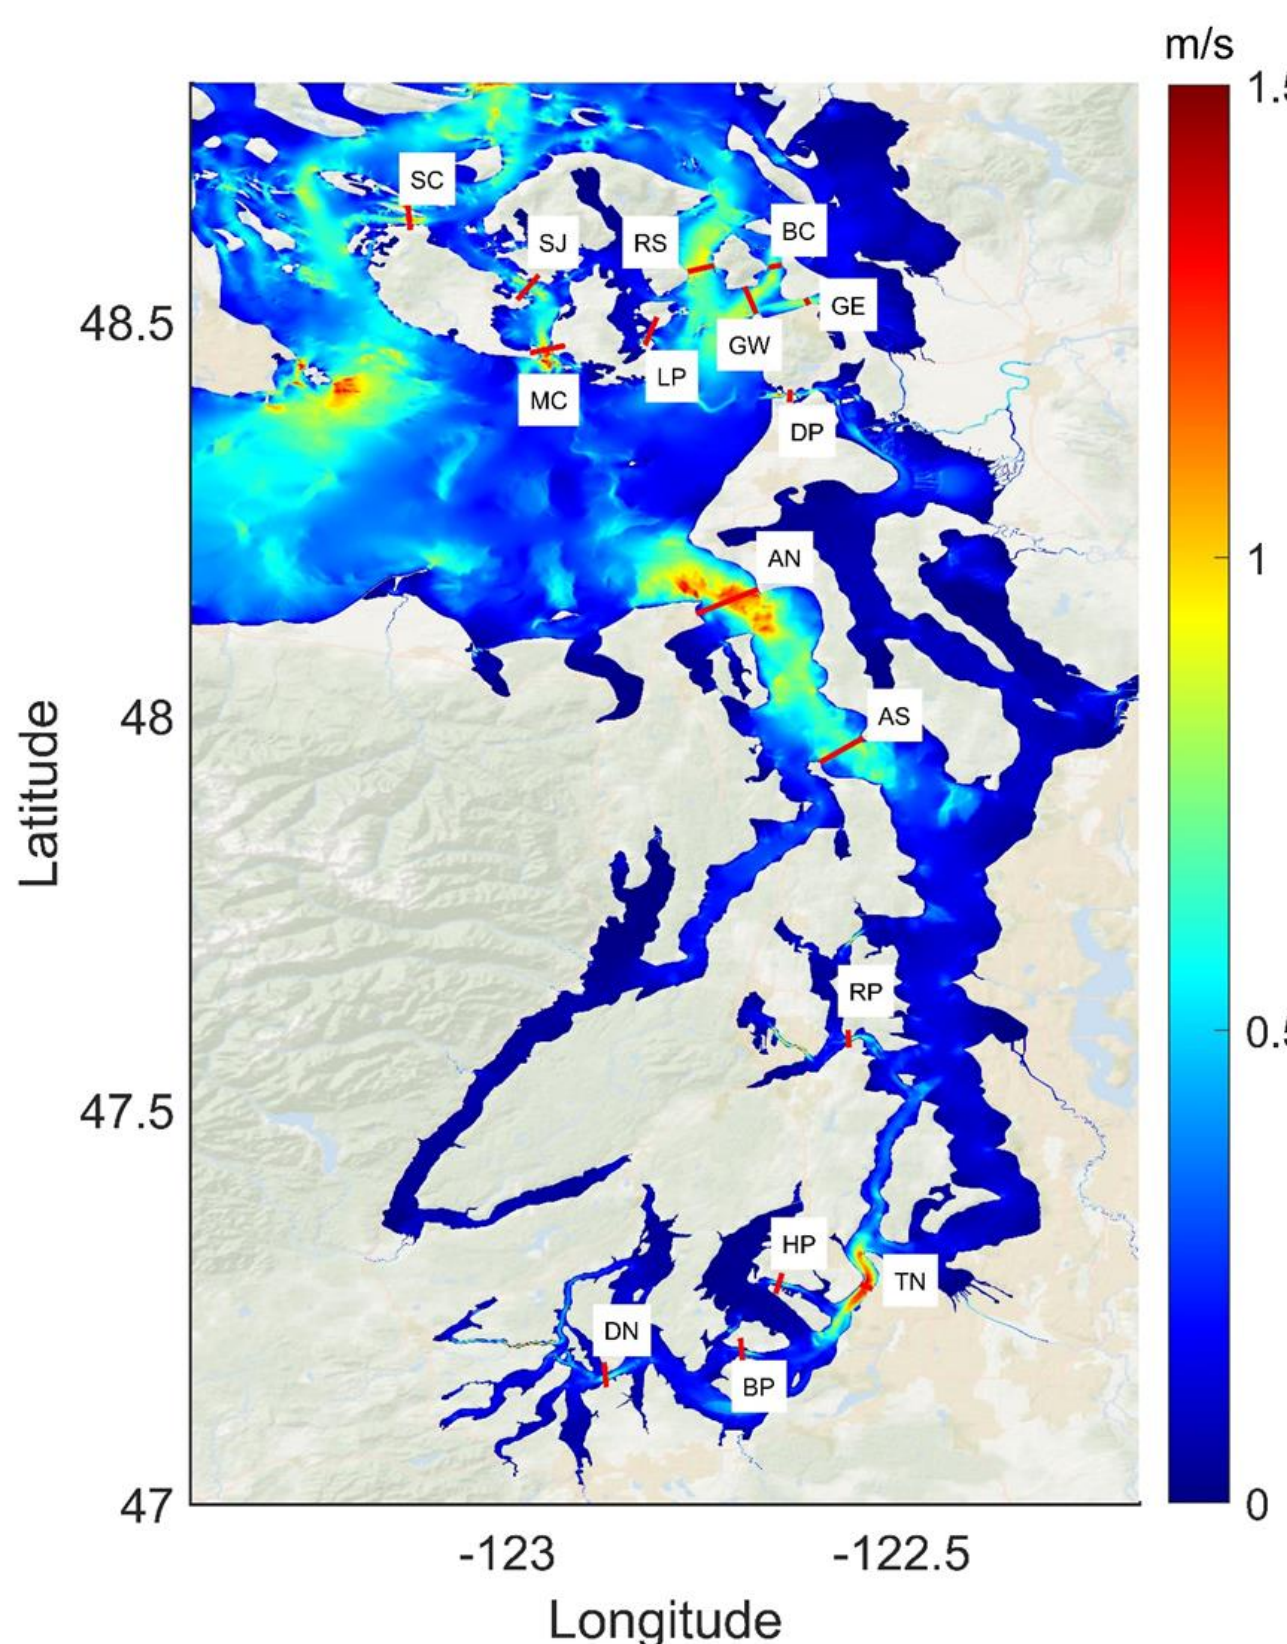 m/s
1.5
SC
SJ
RS
BC
48.5
GE
GW
LP
MC
DP
AN
1
48
AS
Latitude
RP
0.5
47.5
HP
TN
DN
BP
47
0
-123
-122.5
Longitude